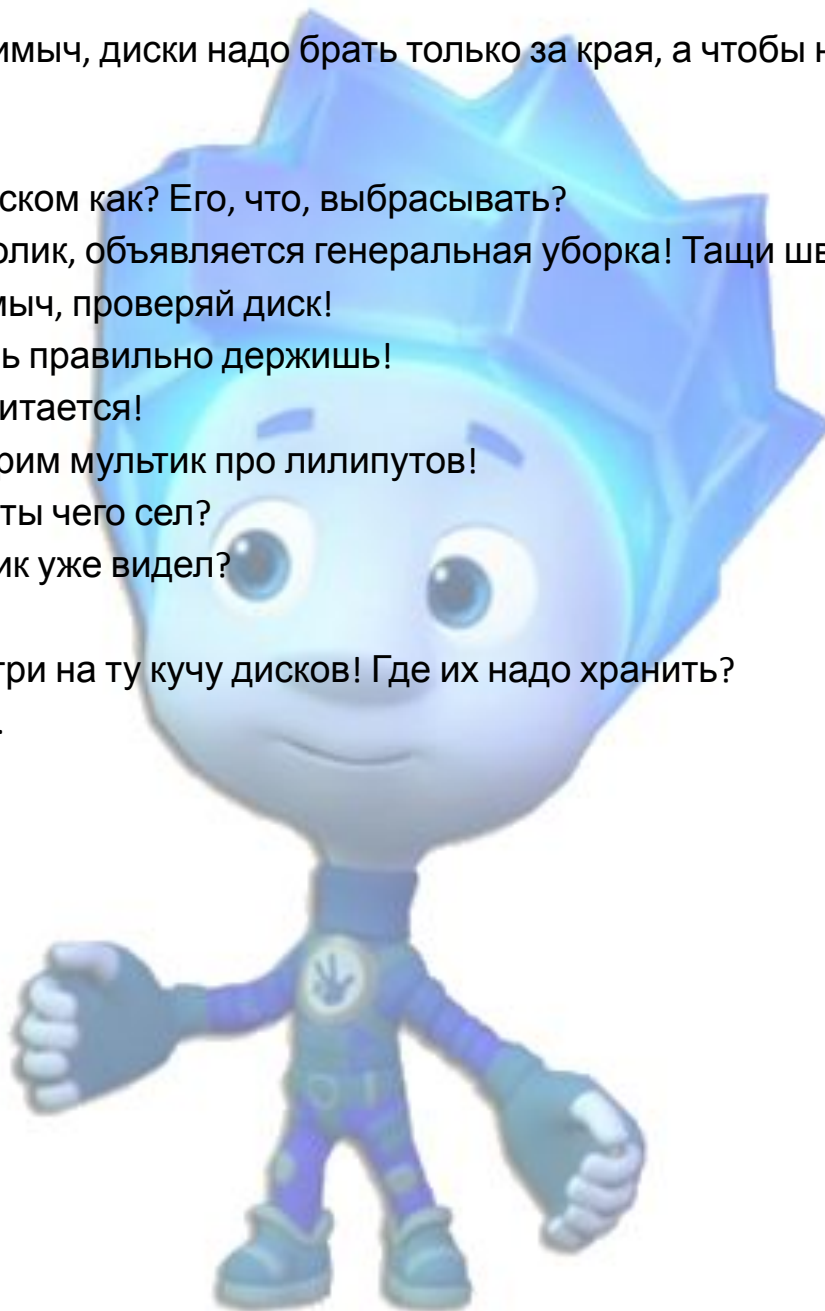 имыч, диски надо брать только за края, а чтобы н
ском как? Его, что, выбрасывать?
олик, объявляется генеральная уборка! Тащи шв
мыч, проверяй диск!
ь правильно держишь!
итается!
рим мультик про лилипутов!
ты чего сел?
ик уже видел?
три на ту кучу дисков! Где их надо хранить?
.